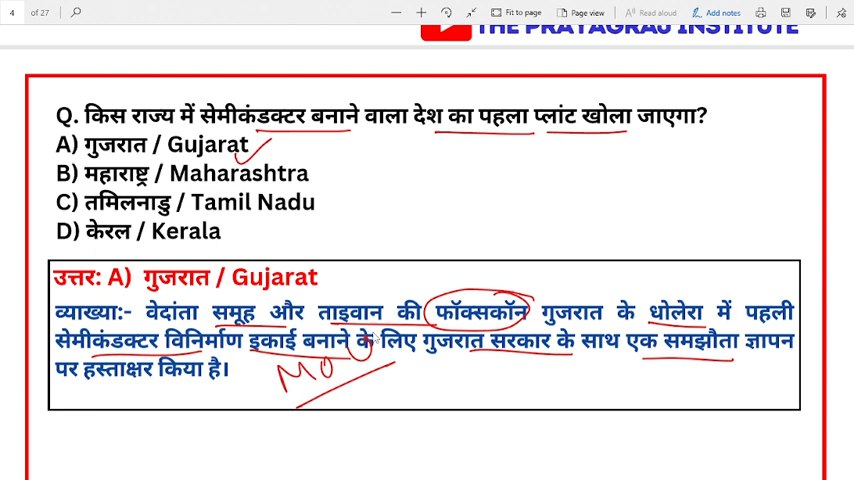 4 of 27 Fit to page Page view Read aloud Add notes
THE PRAYAGRAJ INSTITUTE
Q. किस राज्य में सेमीकंडक्टर बनाने वाला देश का पहला प्लांट खोला जाएगा?
A) गुजरात / Gujarat
B) महाराष्ट्र / Maharashtra
C) तमिलनाडु / Tamil Nadu
D) केरल / Kerala
उत्तर: A) गुजरात / Gujarat
व्याख्या:- वेदांता समूह और ताइवान की फॉक्सकॉन गुजरात के धोलेरा में पहली
सेमीकंडक्टर विनिर्माण इकाई बनाने के लिए गुजरात सरकार के साथ एक समझौता ज्ञापन
पर हस्ताक्षर किया है।
MoU